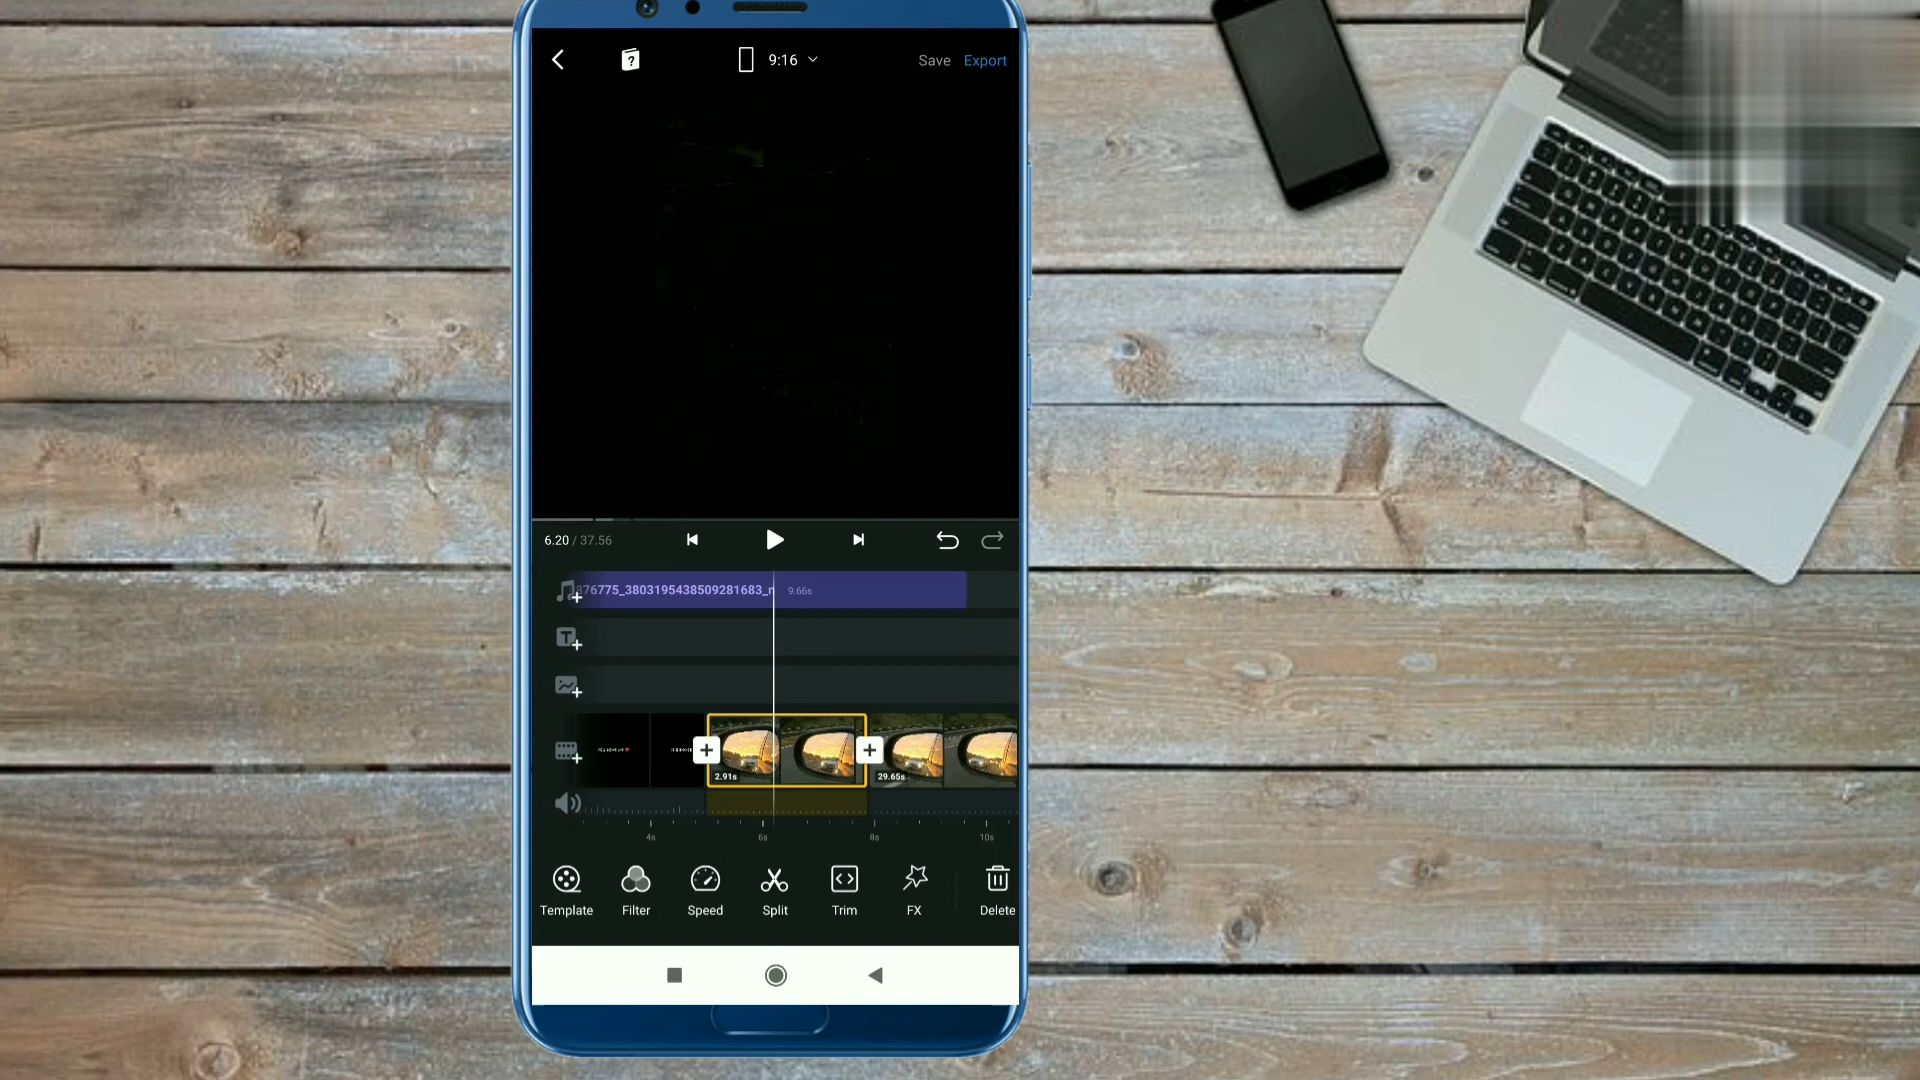 9:16
Save
Export
6.20 / 37.56
376775_3803195438509281683_
9.66s
2.91s
29.65s
4s
6s
8s
10s
Template
Filter
Speed
Split
Trim
FX
Delete